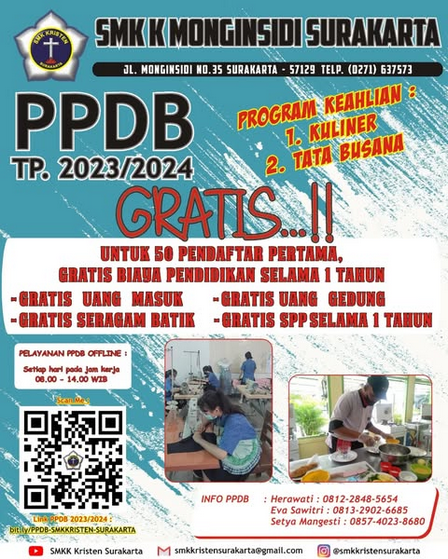 SMK KRISTEN
SURAKARTA
SMK K MONGINSIDI SURAKARTA
JL. MONGINSIDI NO.35 SURAKARTA - 57129 TELP. (0271) 637573
PPDB
TP. 2023/2024
PROGRAM KEAHLIAN :
1. KULINER
2. TATA BUSANA
GRATIS...!!
UNTUK 50 PENDAFTAR PERTAMA,
GRATIS BIAYA PENDIDIKAN SELAMA 1 TAHUN
-GRATIS UANG MASUK -GRATIS UANG GEDUNG
-GRATIS SERAGAM BATIK -GRATIS SPP SELAMA 1 TAHUN
PELAYANAN PPDB OFFLINE :
Setiap hari pada jam kerja
08.00 - 14.00 WIB
Scan Me :
Link PPDB 2023/2024 :
bit.ly/PPDB-SMKKRISTEN-SURAKARTA
INFO PPDB : Herawati : 0812-2848-5654
Eva Sawitri : 0813-2902-6685
Setya Mangesti : 0857-4023-8680
SMKK Kristen Surakarta smkkristensurakarta@gmail.com @smkkristensurakarta